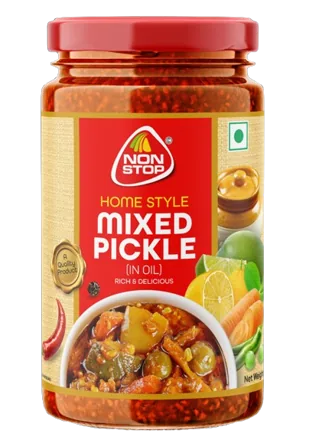 NON
STOP
HOME STYLE
MIXED
PICKLE
(IN OIL)
RICH & DELICIOUS
A
Quality
Product
Net Weight